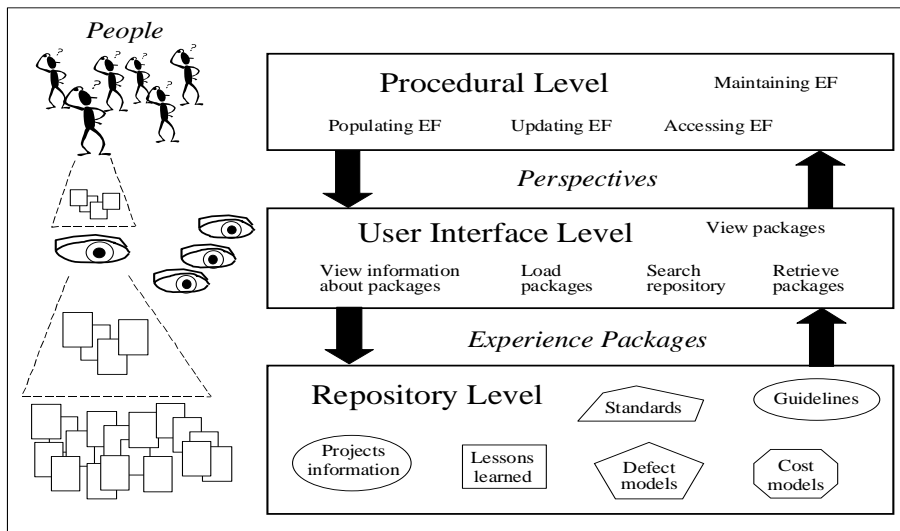 People
? ? ? ? ? ?
Procedural Level
Maintaining EF
Populating EF Updating EF Accessing EF
Perspectives
User Interface Level
View packages
View information
about packages
Load
packages
Search
repository
Retrieve
packages
Experience Packages
Repository Level
Standards
Guidelines
Projects
information
Lessons
learned
Defect
models
Cost
models